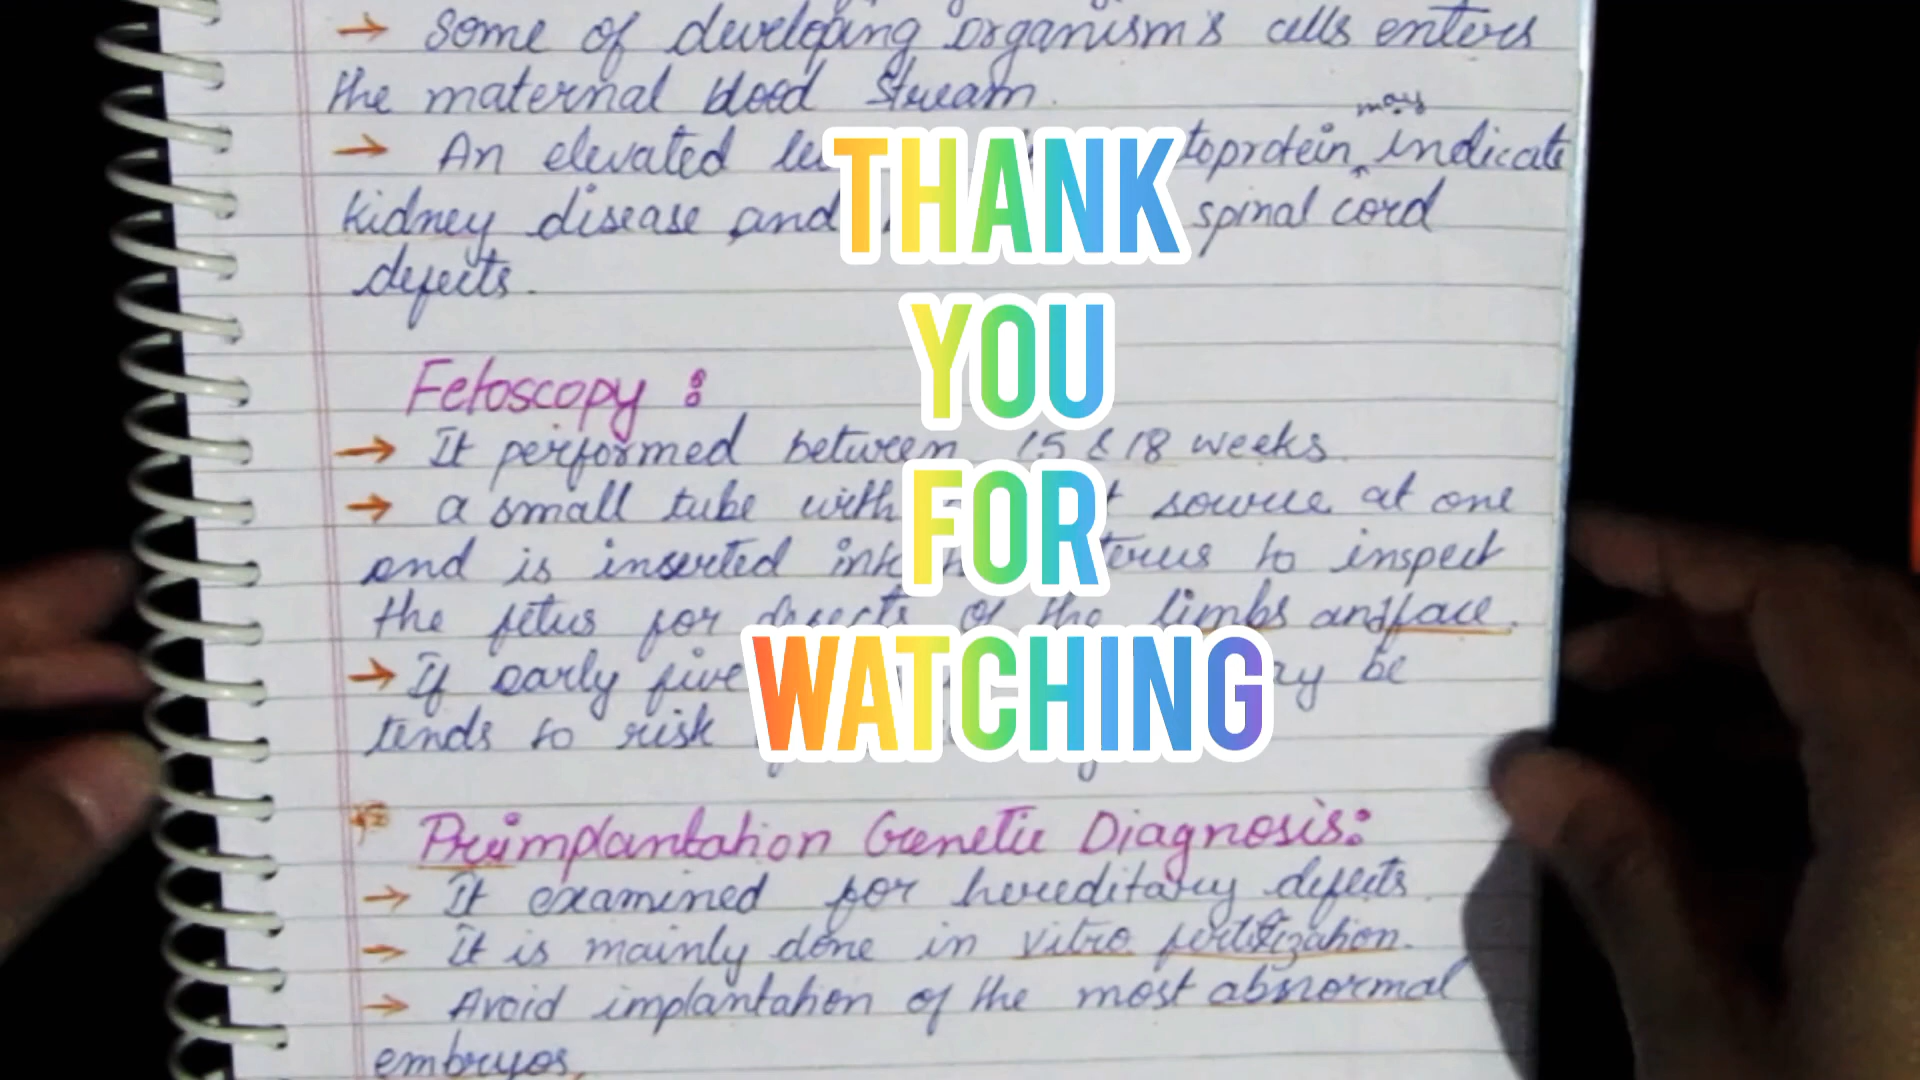 → Some of developing organism's cells enters
the maternal blood stream.
may
→ An elevated toprotein indicate
kidney disease and spinal cord
defects.
Fetoscopy :
→ It performed between 15 & 18 weeks.
→ a small tube with source at one
end is inserted to inspect
the fetus for defects of the limbs and face.
→ If early be
tends to risk
Preimplantation Genetic Diagnosis:
→ It examined for hereditary defects.
→ It is mainly done in vitro fertilization.
→ Avoid implantation of the most abnormal
embryos.
THANK
YOU
FOR
WATCHING